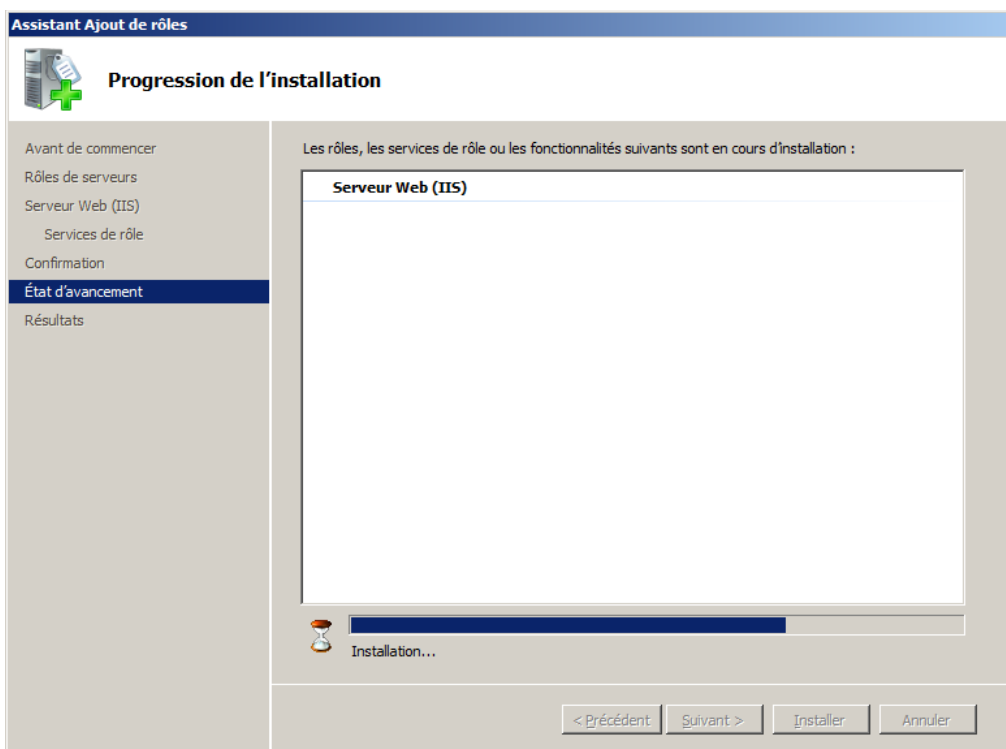 Assistant Ajout de rôles
Progression de l'installation
Avant de commencer
Rôles de serveurs
Serveur Web (IIS)
Services de rôle
Confirmation
État d'avancement
Résultats
Les rôles, les services de rôle ou les fonctionnalités suivants sont en cours d'installation :
Serveur Web (IIS)
Installation...
< Précédent Suivant > Installer Annuler